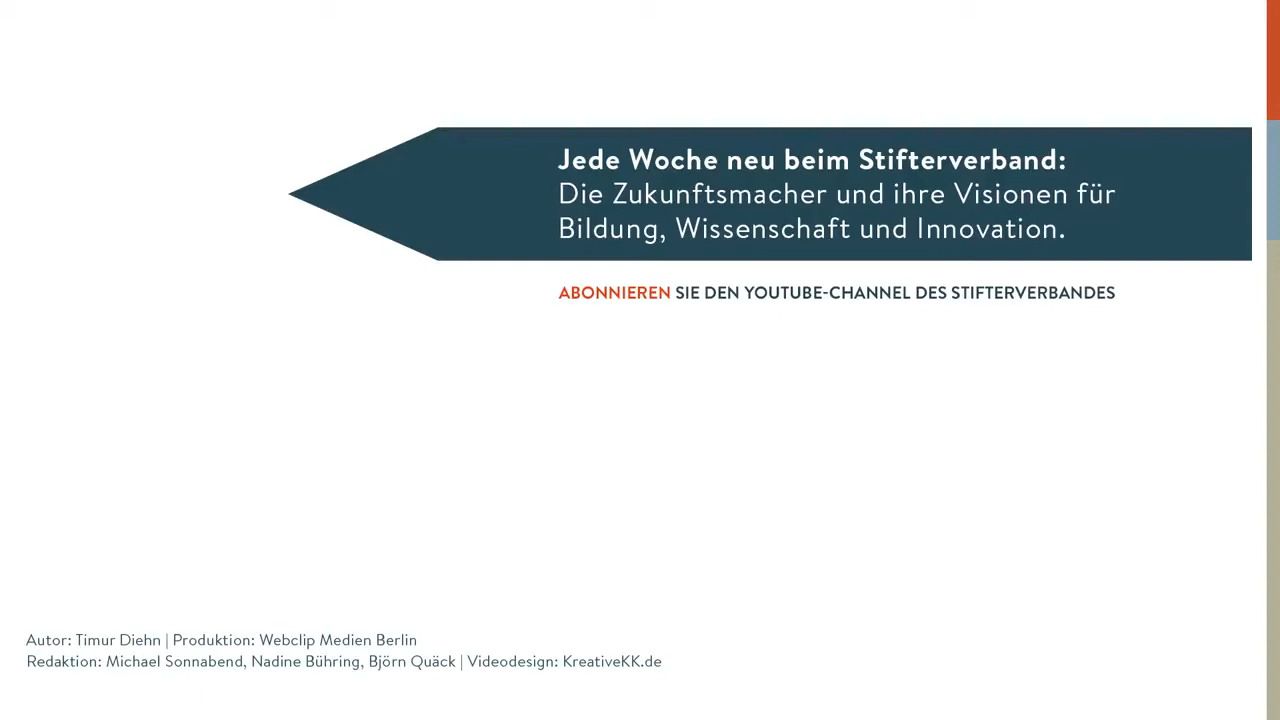 Jede Woche neu beim Stifterverband:
Die Zukunftsmacher und ihre Visionen für
Bildung, Wissenschaft und Innovation.
ABONNIEREN SIE DEN YOUTUBE-CHANNEL DES STIFTERVERBANDES
Autor: Timur Diehn | Produktion: Webclip Medien Berlin
Redaktion: Michael Sonnabend, Nadine Bühring, Björn Quäck | Videodesign: KreativeKK.de